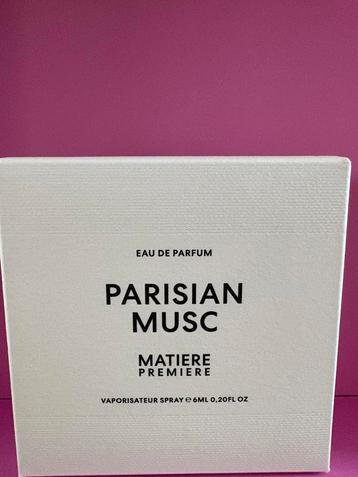 EAU DE PARFUM
PARISIAN
MUSC
MATIERE
PREMIERE
VAPORISATEUR SPRAY ℮ 6ML 0,20FL OZ